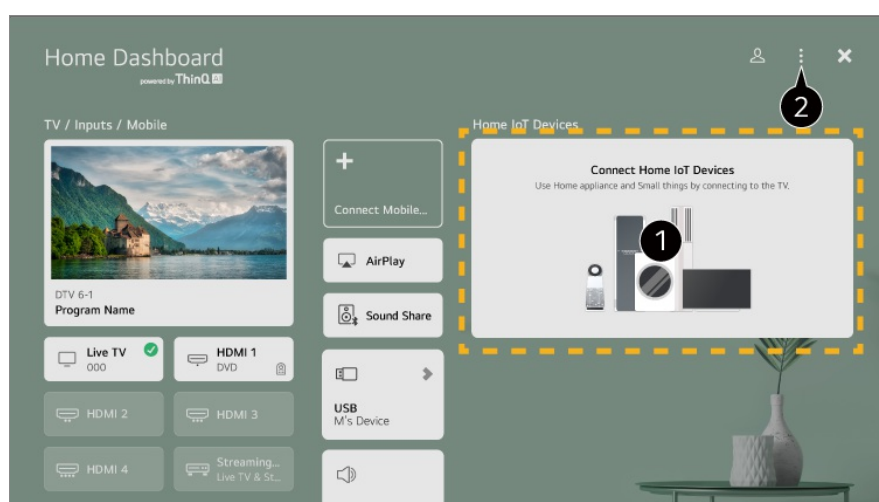 Home Dashboard
powered by ThinQ AI
2
TV / Inputs / Mobile
Home IoT Devices
DTV 6-1
Program Name
Live TV
000
HDMI 1
DVD
HDMI 2
HDMI 3
HDMI 4
Streaming...
Live TV & St...
Connect Mobile...
AirPlay
Sound Share
USB
M's Device
Connect Home IoT Devices
Use Home appliance and Small things by connecting to the TV.
1